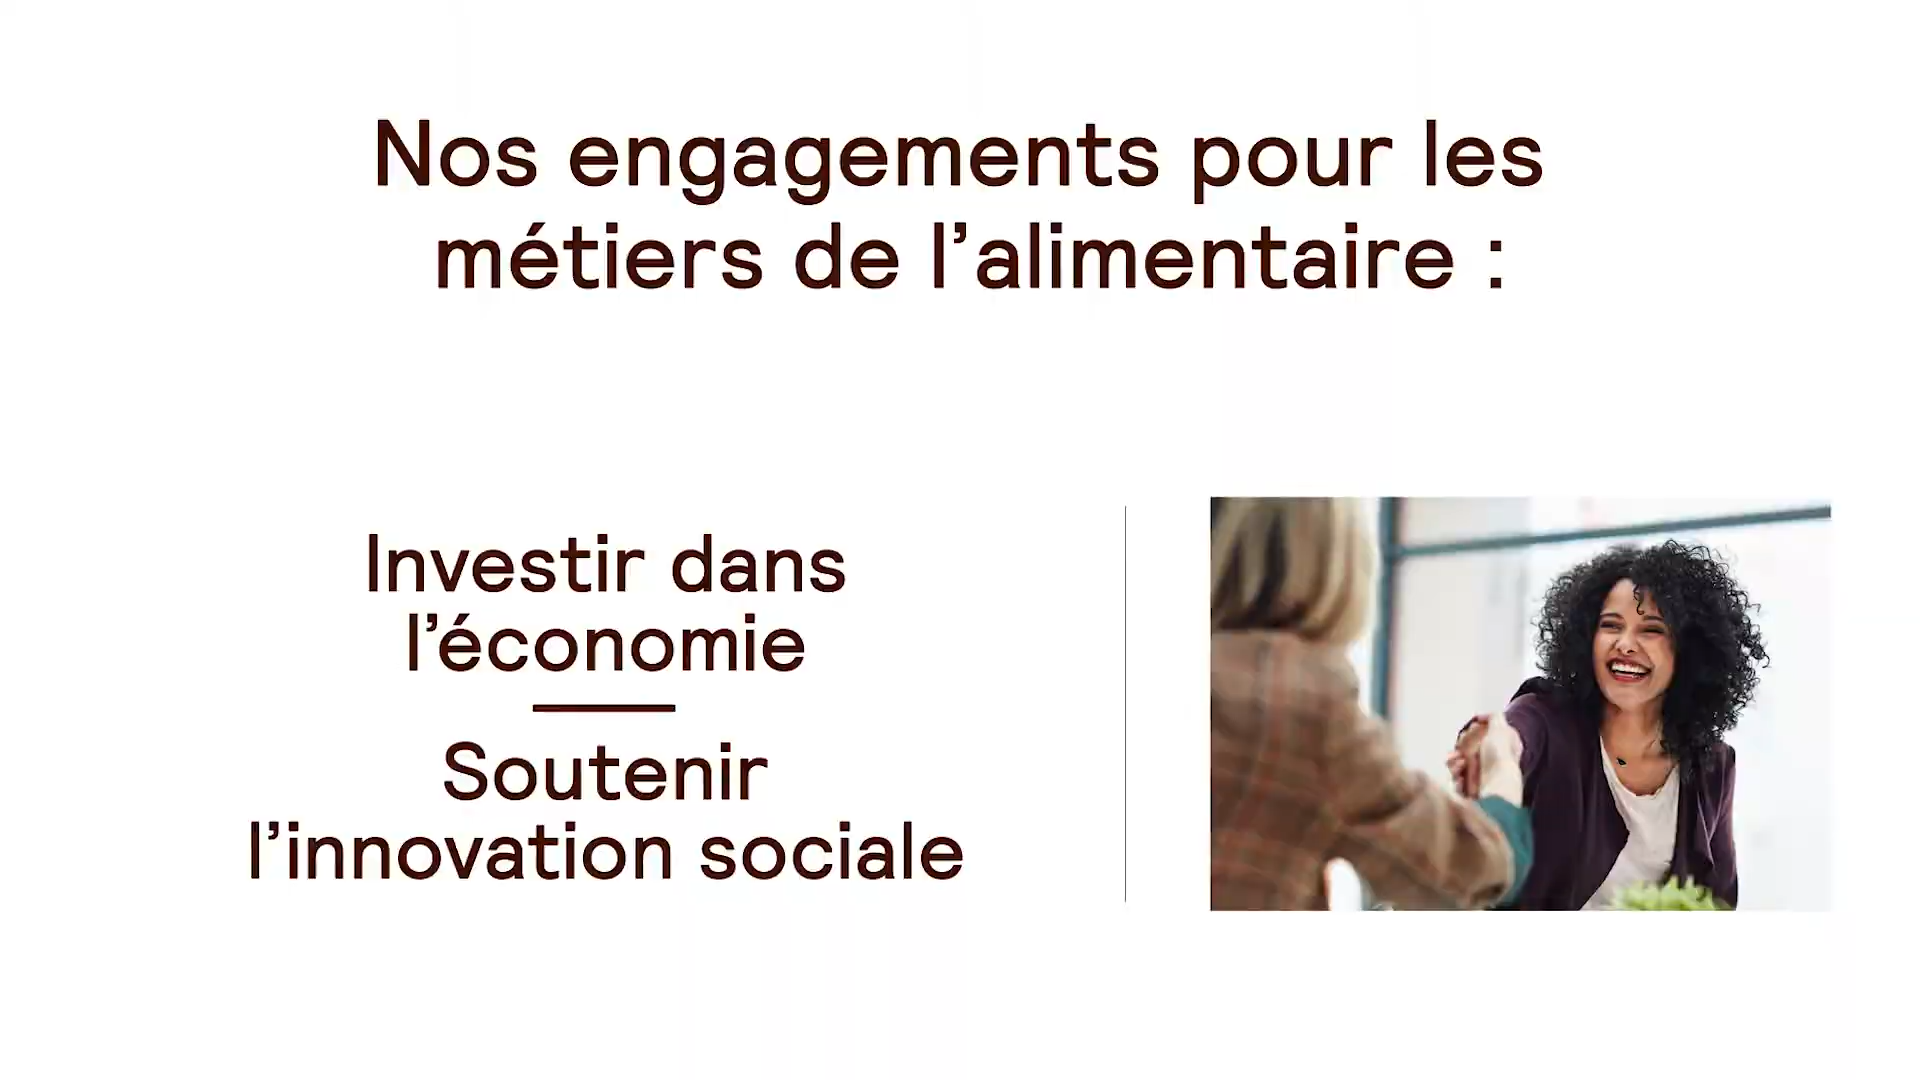 Nos engagements pour les
métiers de l’alimentaire :
Investir dans
l’économie
Soutenir
l’innovation sociale